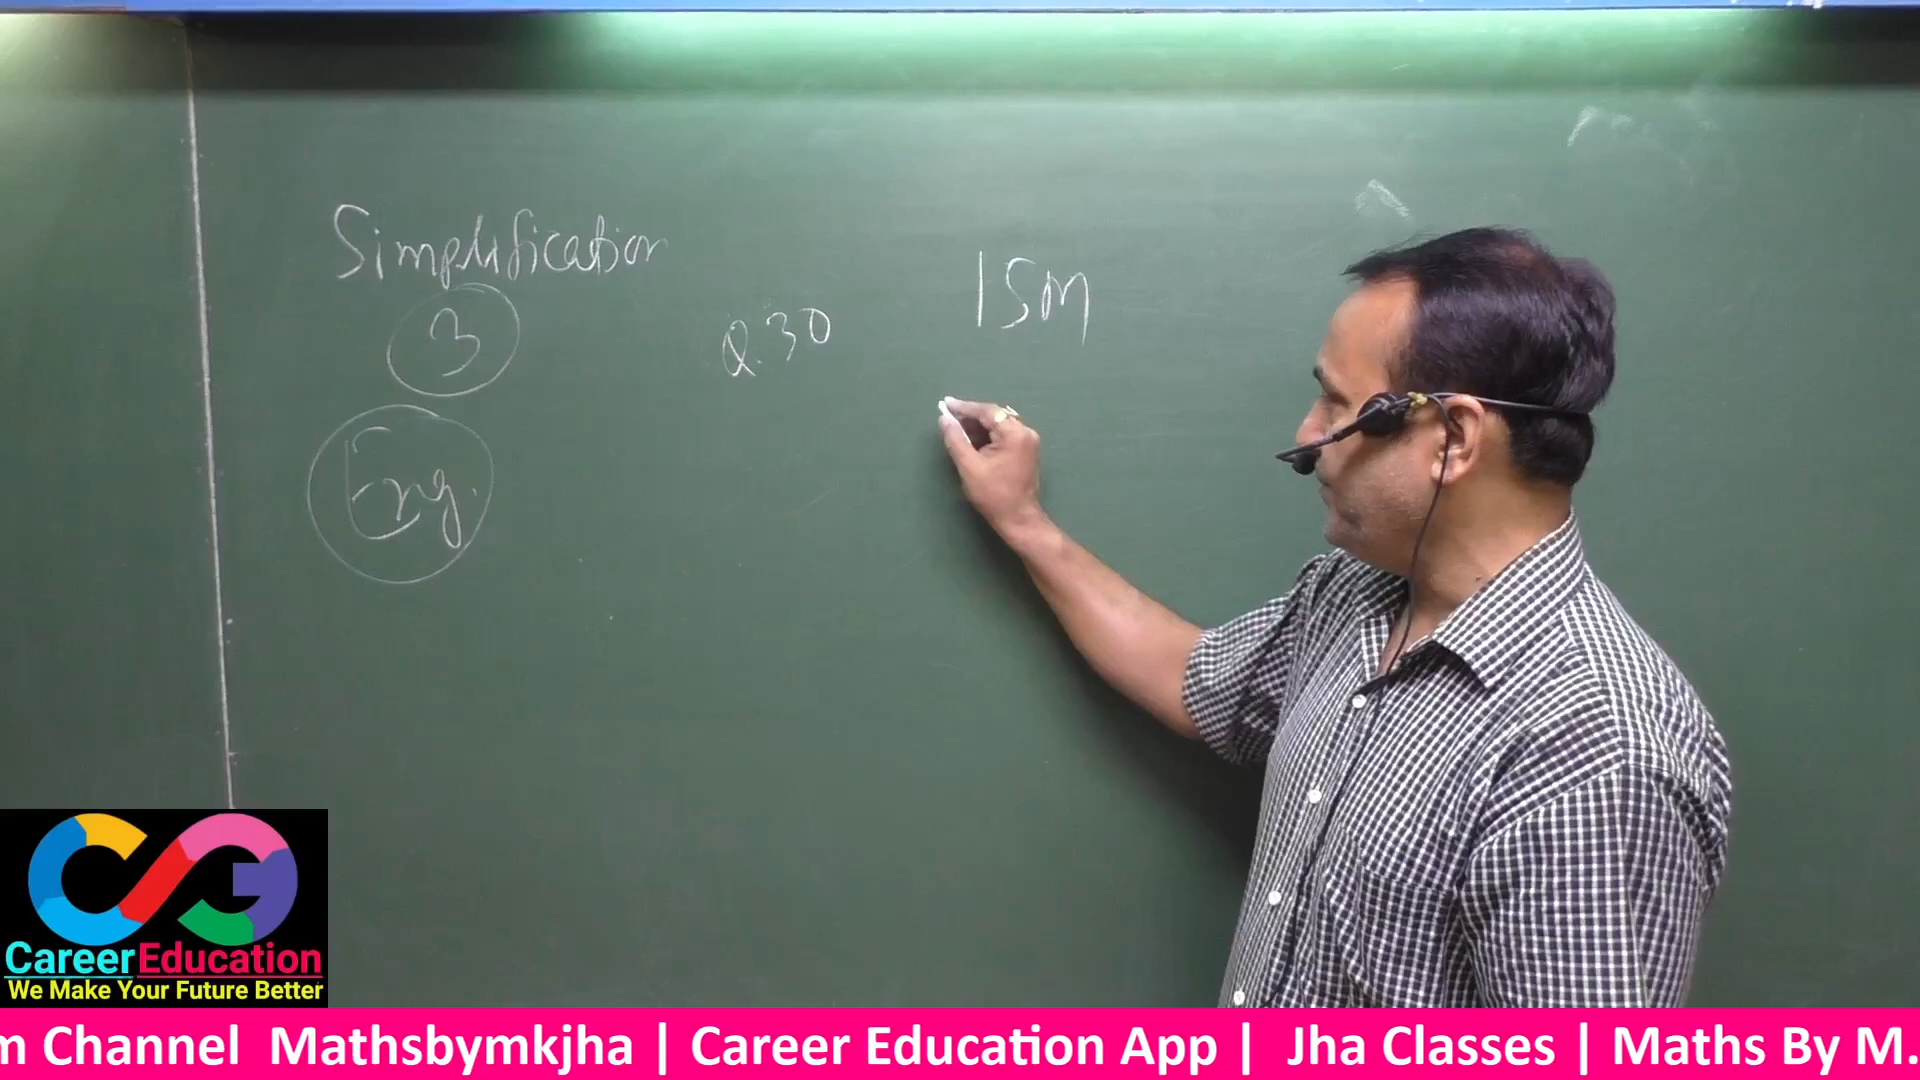 Simplification
3
Q.30
15M
Eng.
CareerEducation
We Make Your Future Better
m Channel Mathsbymkjha | Career Education App | Jha Classes | Maths By M.